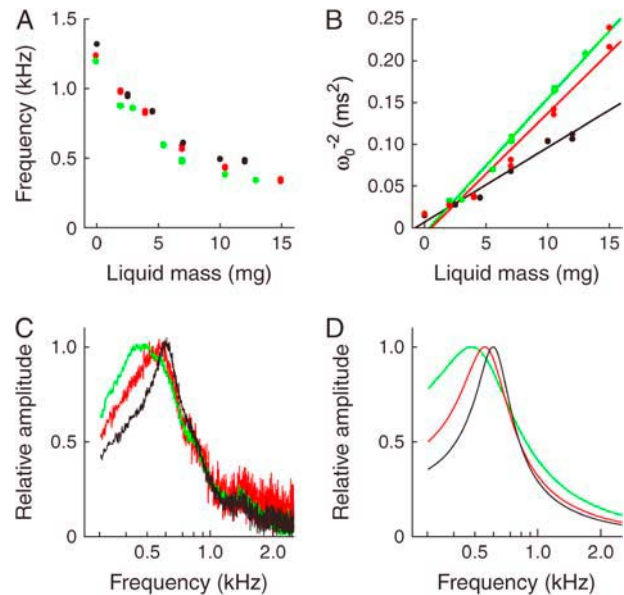 A
Frequency (kHz)
1.5
1.0
0.5
0
0 5 10 15
Liquid mass (mg)
B
ω₀⁻² (ms²)
0.25
0.20
0.15
0.10
0.05
0
0 5 10 15
Liquid mass (mg)
C
Relative amplitude
1.0
0.5
0
0.5 1.0 2.0
Frequency (kHz)
D
Relative amplitude
1.0
0.5
0
0.5 1.0 2.0
Frequency (kHz)